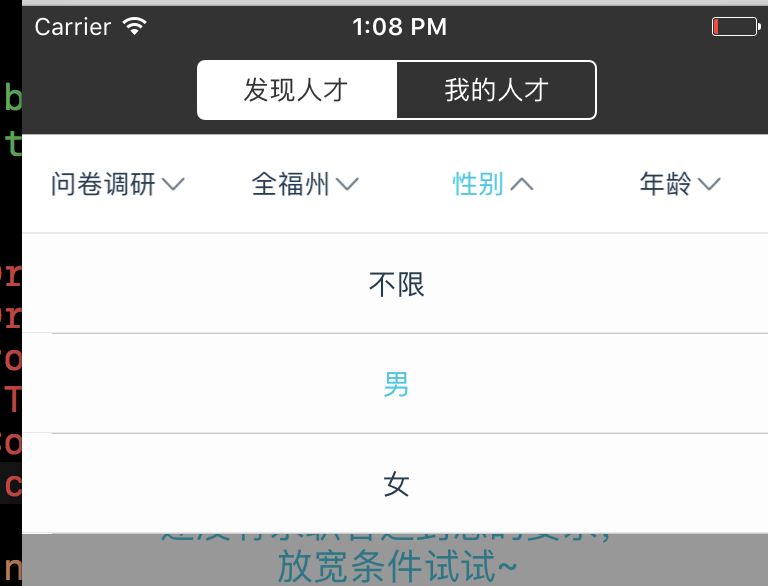 Carrier 1:08 PM
发现人才 我的人才
问卷调研 全福州 性别 年龄
不限
男
女
放宽条件试试~